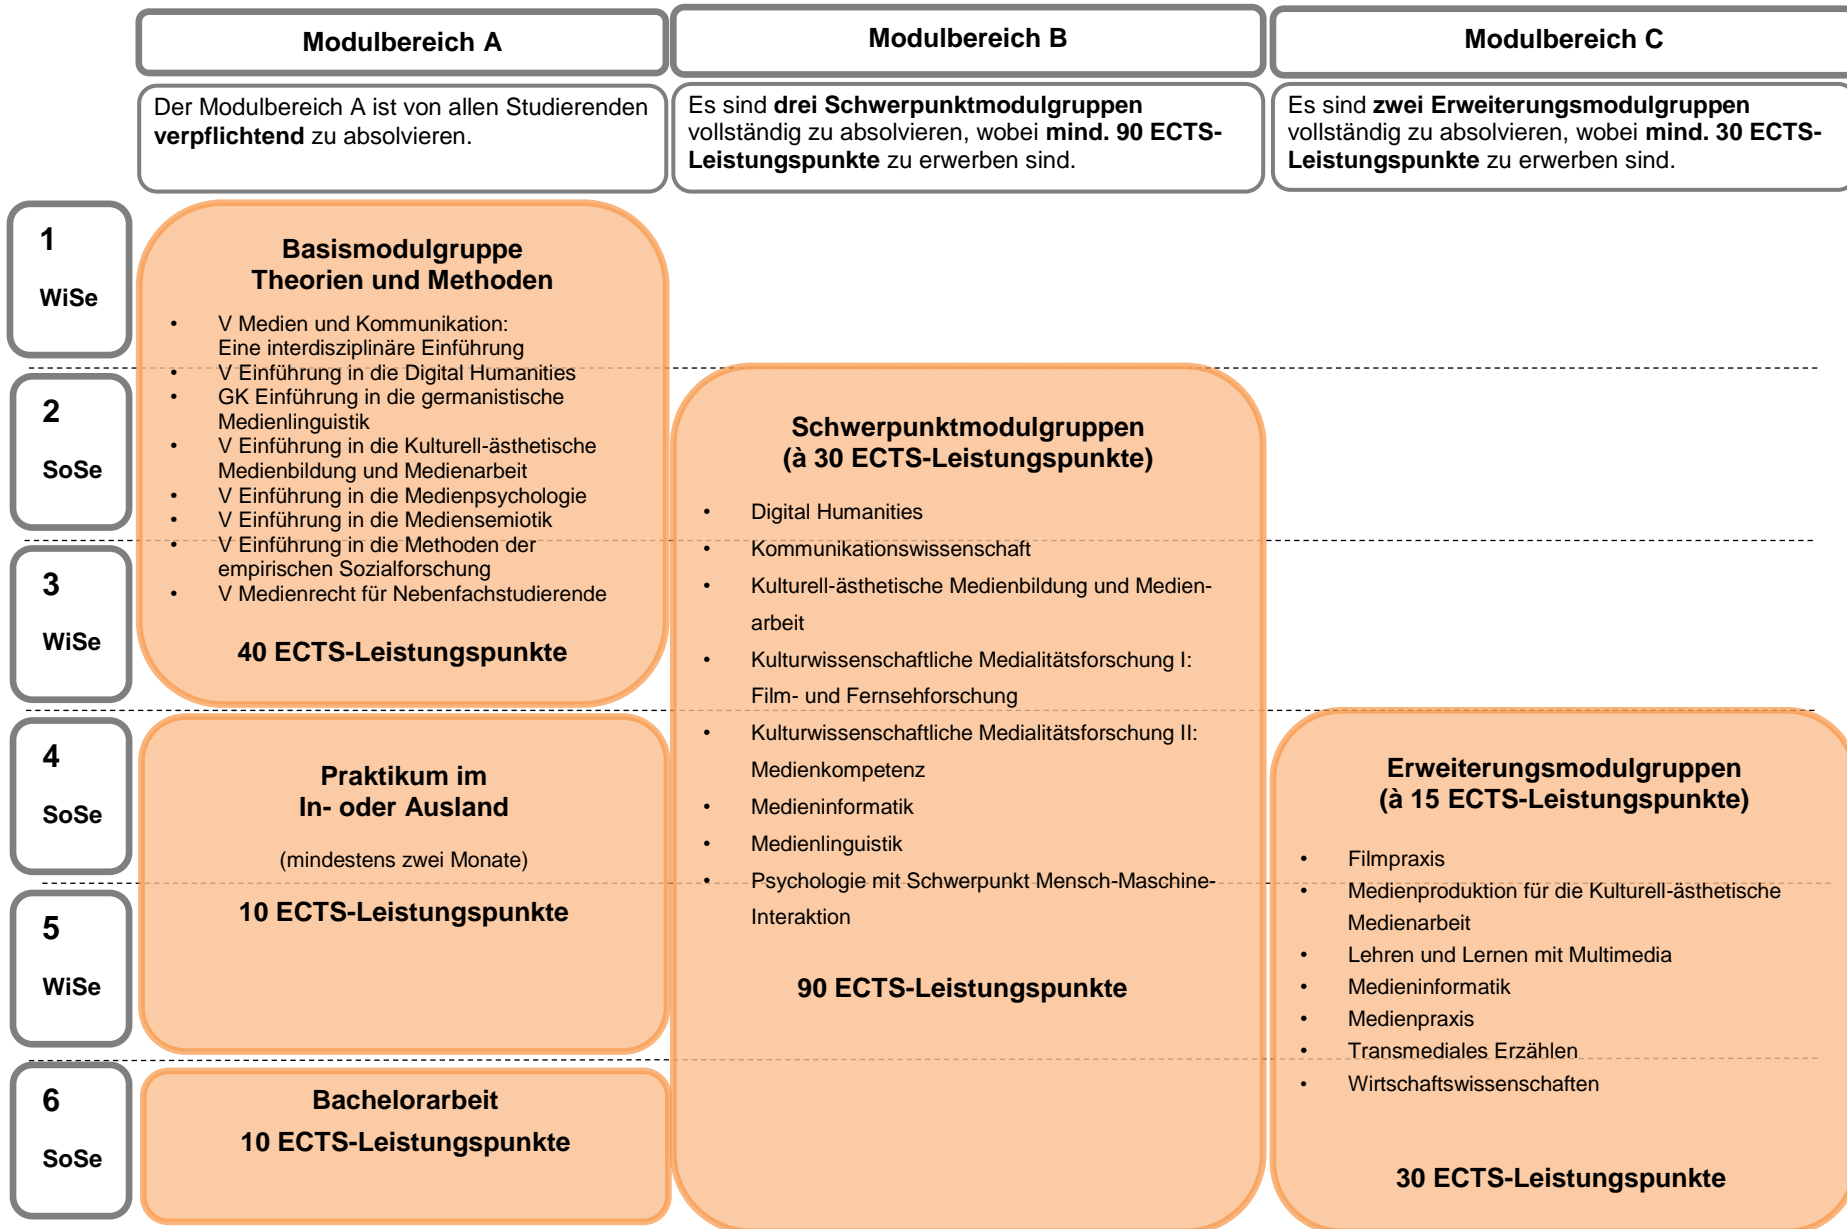 Modulbereich A
Modulbereich B
Modulbereich C
Der Modulbereich A ist von allen Studierenden
verpflichtend zu absolvieren.
Es sind drei Schwerpunktmodulgruppen
vollständig zu absolvieren, wobei mind. 90 ECTS-
Leistungspunkte zu erwerben sind.
Es sind zwei Erweiterungsmodulgruppen
vollständig zu absolvieren, wobei mind. 30 ECTS-
Leistungspunkte zu erwerben sind.
1
WiSe
2
SoSe
3
WiSe
4
SoSe
5
WiSe
6
SoSe
Basismodulgruppe
Theorien und Methoden
• V Medien und Kommunikation:
Eine interdisziplinäre Einführung
• V Einführung in die Digital Humanities
• GK Einführung in die germanistische
Medienlinguistik
• V Einführung in die Kulturell-ästhetische
Medienbildung und Medienarbeit
• V Einführung in die Medienpsychologie
• V Einführung in die Mediensemiotik
• V Einführung in die Methoden der
empirischen Sozialforschung
• V Medienrecht für Nebenfachstudierende
40 ECTS-Leistungspunkte
Praktikum im
In- oder Ausland
(mindestens zwei Monate)
10 ECTS-Leistungspunkte
Bachelorarbeit
10 ECTS-Leistungspunkte
Schwerpunktmodulgruppen
(à 30 ECTS-Leistungspunkte)
• Digital Humanities
• Kommunikationswissenschaft
• Kulturell-ästhetische Medienbildung und Medien-
arbeit
• Kulturwissenschaftliche Medialitätsforschung I:
Film- und Fernsehforschung
• Kulturwissenschaftliche Medialitätsforschung II:
Medienkompetenz
• Medieninformatik
• Medienlinguistik
• Psychologie mit Schwerpunkt Mensch-Maschine-
Interaktion
90 ECTS-Leistungspunkte
Erweiterungsmodulgruppen
(à 15 ECTS-Leistungspunkte)
• Filmpraxis
• Medienproduktion für die Kulturell-ästhetische
Medienarbeit
• Lehren und Lernen mit Multimedia
• Medieninformatik
• Medienpraxis
• Transmediales Erzählen
• Wirtschaftswissenschaften
30 ECTS-Leistungspunkte